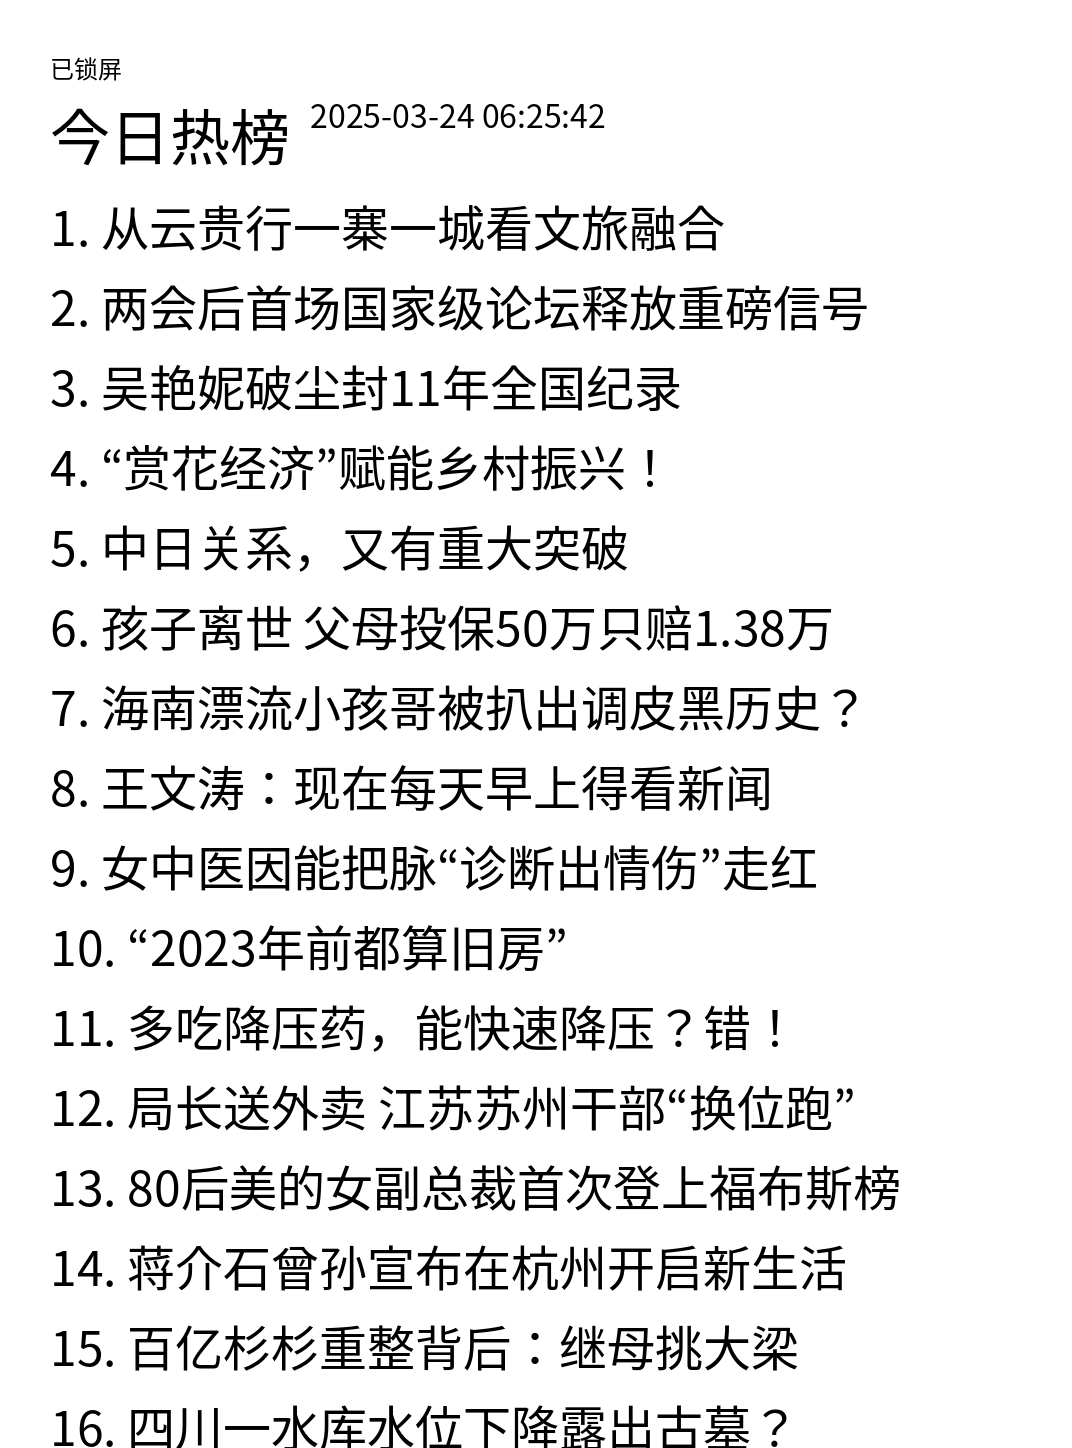 已锁屏
今日热榜 2025-03-24 06:25:42
1. 从云贵行一寨一城看文旅融合
2. 两会后首场国家级论坛释放重磅信号
3. 吴艳妮破尘封11年全国纪录
4. “赏花经济”赋能乡村振兴！
5. 中日关系，又有重大突破
6. 孩子离世 父母投保50万只赔1.38万
7. 海南漂流小孩哥被扒出调皮黑历史？
8. 王文涛：现在每天早上得看新闻
9. 女中医因能把脉“诊断出情伤”走红
10. “2023年前都算旧房”
11. 多吃降压药，能快速降压？错！
12. 局长送外卖 江苏苏州干部“换位跑”
13. 80后美的女副总裁首次登上福布斯榜
14. 蒋介石曾孙宣布在杭州开启新生活
15. 百亿杉杉重整背后：继母挑大梁
16. 四川一水库水位下降露出古墓？